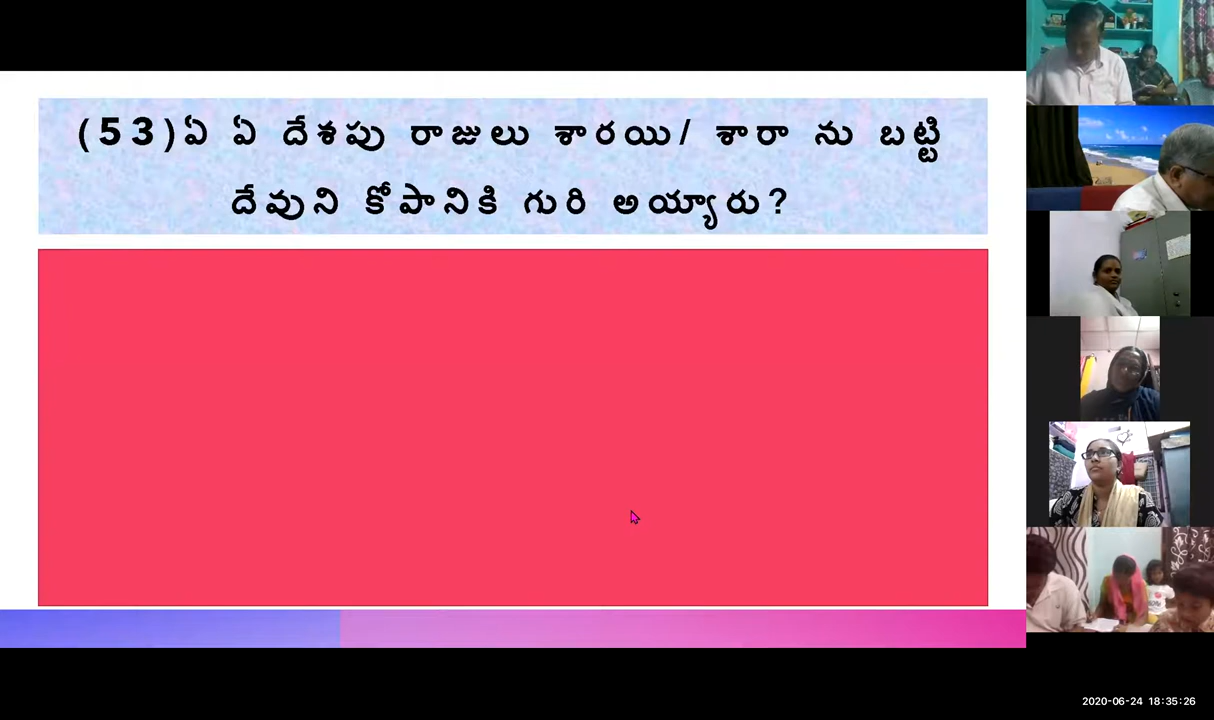 (53)ఏ ఏ దేశపు రాజులు శారయి/ శారా ను బట్టి
దేవుని కోపానికి గురి అయ్యారు?
2020-06-24 18:35:26